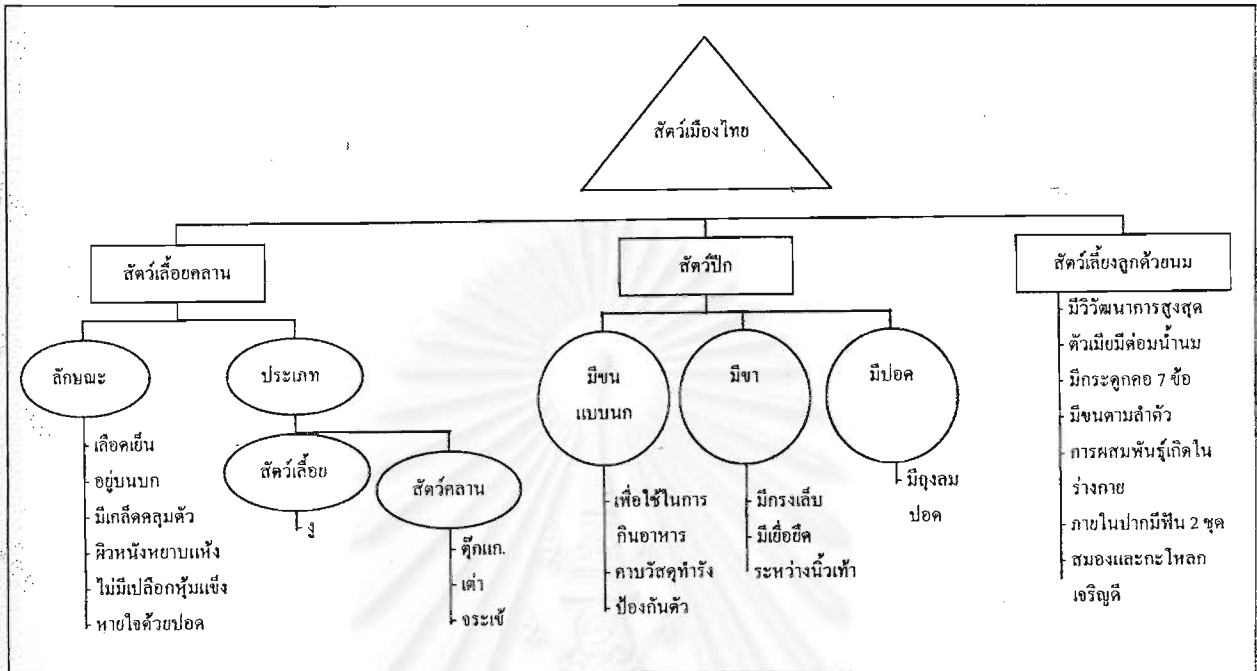 สัตว์เมืองไทย
สัตว์เลื้อยคลาน
สัตว์ปีก
สัตว์เลี้ยงลูกด้วยนม
ลักษณะ
เลือดเย็น
อยู่บนบก
มีเกล็ดคลุมตัว
ผิวหนังหยาบแห้ง
ไม่มีเปลือกหุ้มแข็ง
หายใจด้วยปอด
ประเภท
สัตว์เลื้อย
งู
สัตว์คลาน
ตุ๊กแก.
เต่า
จระเข้
มีขน
แบบนก
เพื่อใช้ในการ
กินอาหาร
คาบวัสดุทำรัง
ป้องกันตัว
มีขา
มีกรงเล็บ
มีเยื่อยึด
ระหว่างนิ้วเท้า
มีปอด
มีถุงลม
ปอด
มีวิวัฒนาการสูงสุด
ตัวเมียมีต่อมน้ำนม
มีกระดูกคอ 7 ข้อ
มีขนตามลำตัว
การผสมพันธุ์เกิดใน
ร่างกาย
ภายในปากมีฟัน 2 ชุด
สมองและกะโหลก
เจริญดี